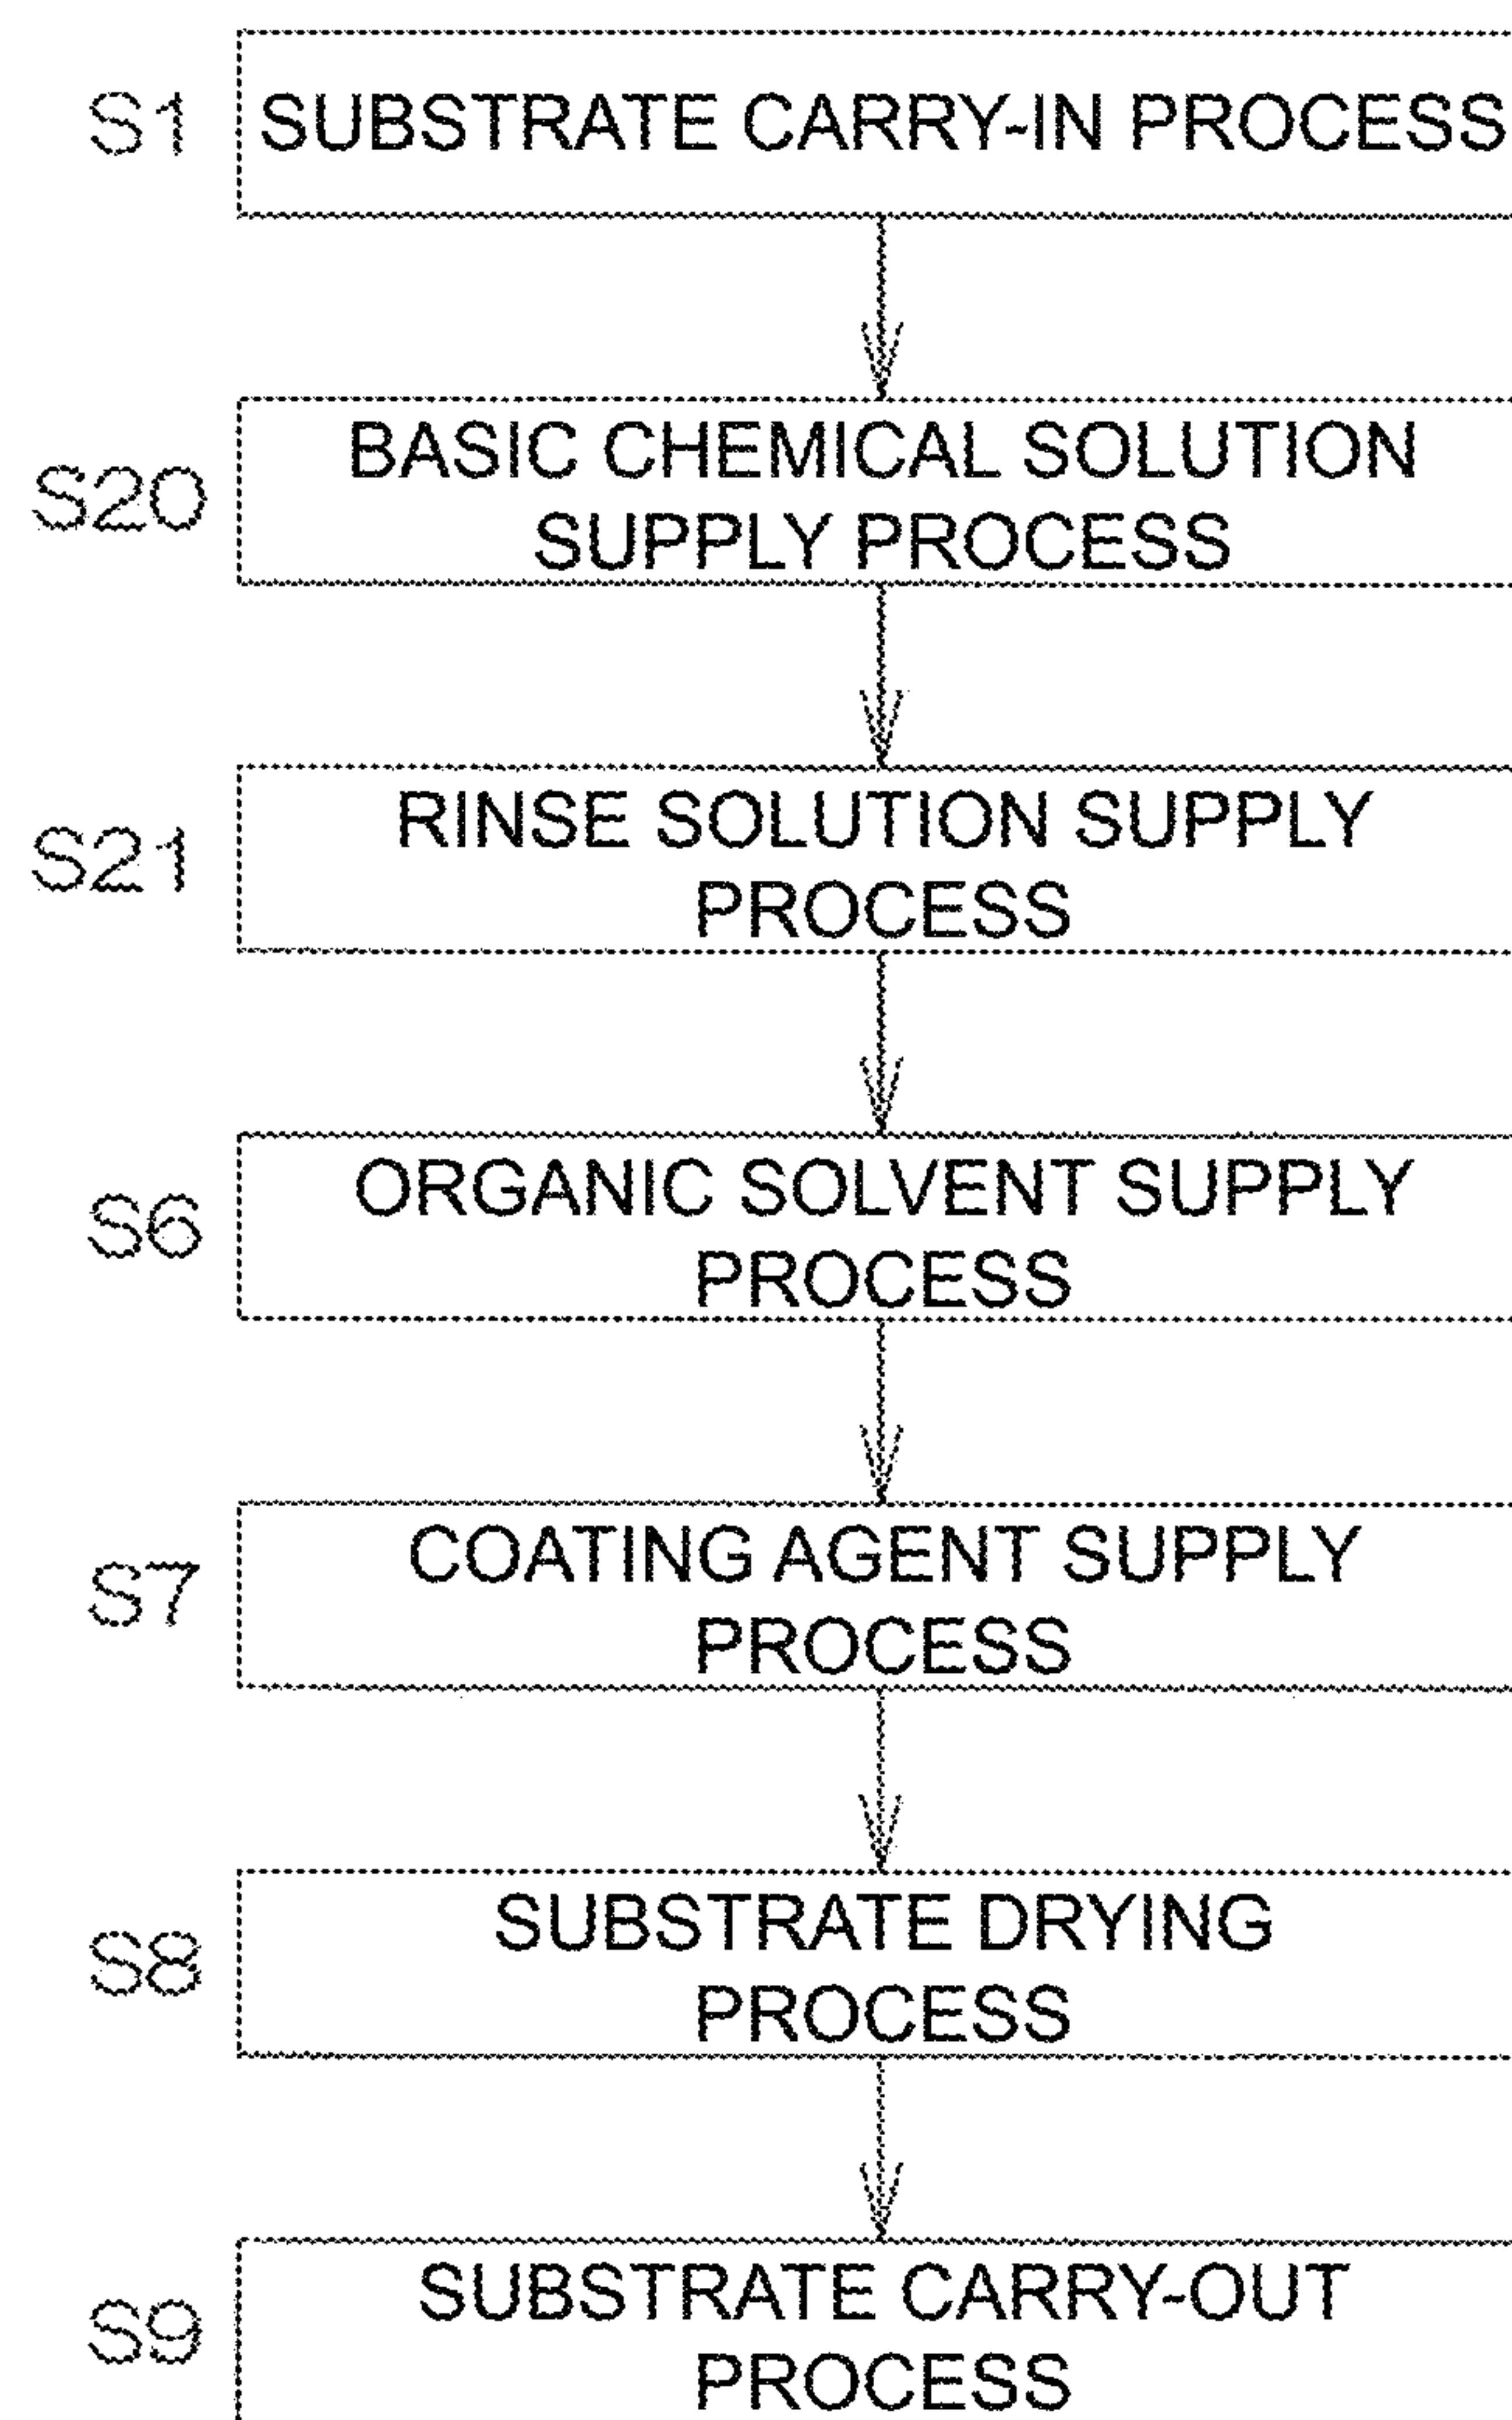 S1 SUBSTRATE CARRY-IN PROCESS
S20 BASIC CHEMICAL SOLUTION
SUPPLY PROCESS
S21 RINSE SOLUTION SUPPLY
PROCESS
S6 ORGANIC SOLVENT SUPPLY
PROCESS
S7 COATING AGENT SUPPLY
PROCESS
S8 SUBSTRATE DRYING
PROCESS
S9 SUBSTRATE CARRY-OUT
PROCESS